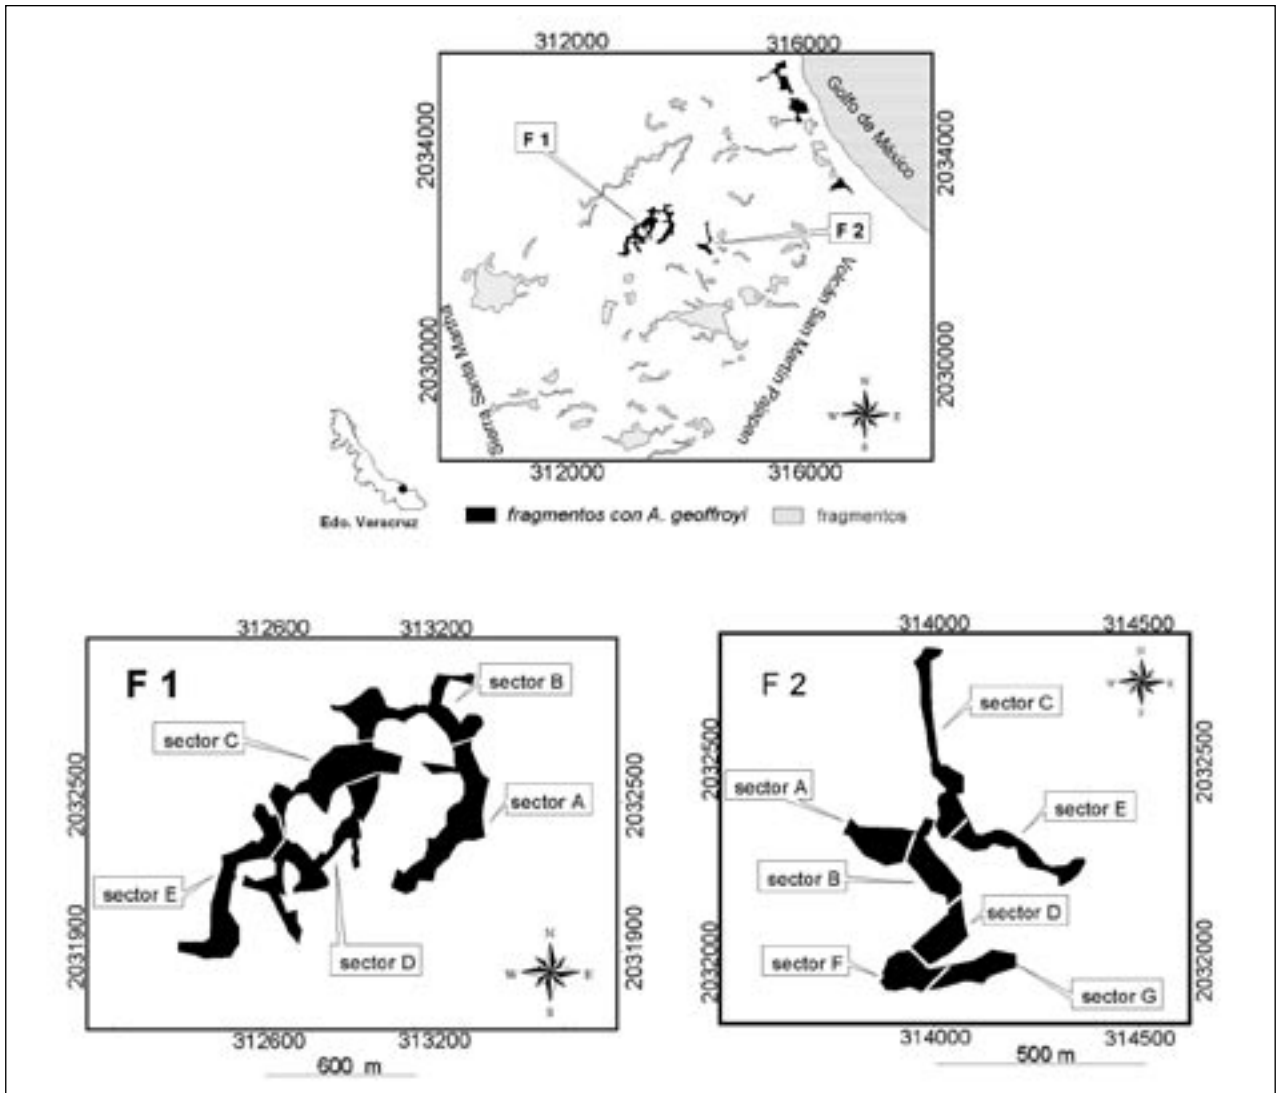 312000
316000
Golfo de México
2034000
2034000
F 1
F 2
Volcán San Martín Pajapan
Sierra Santa Martha
2030000
2030000
N
W
E
S
312000
316000
Edo. Veracruz
fragmentos con A. geoffroyi
fragmentos
312600
313200
F 1
sector B
sector C
sector A
sector E
sector D
2032500
2032500
2031900
2031900
N
W
E
S
312600
313200
600 m
314000
314500
F 2
sector C
sector A
sector E
sector B
sector D
sector F
sector G
2032500
2032500
2032000
2032000
314000
314500
500 m